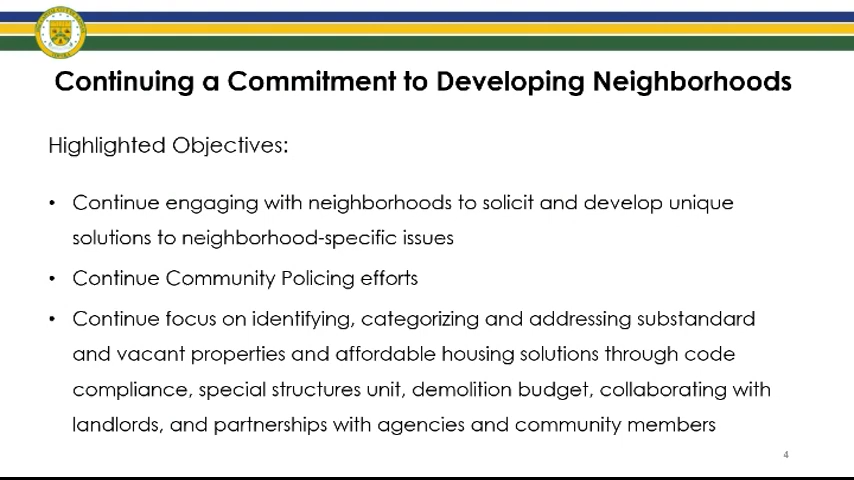 Continuing a Commitment to Developing Neighborhoods
Highlighted Objectives:
• Continue engaging with neighborhoods to solicit and develop unique
solutions to neighborhood-specific issues
• Continue Community Policing efforts
• Continue focus on identifying, categorizing and addressing substandard
and vacant properties and affordable housing solutions through code
compliance, special structures unit, demolition budget, collaborating with
landlords, and partnerships with agencies and community members
4